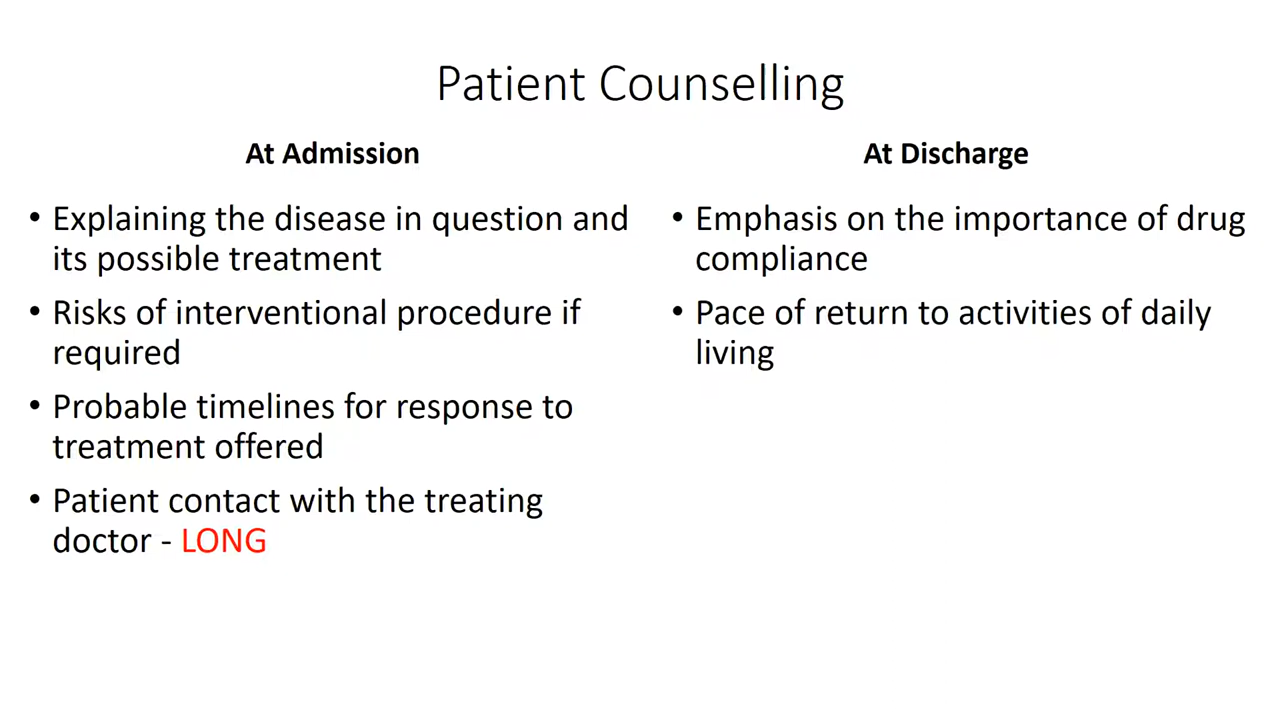 Patient Counselling
At Admission
• Explaining the disease in question and
its possible treatment
• Risks of interventional procedure if
required
• Probable timelines for response to
treatment offered
• Patient contact with the treating
doctor - LONG
At Discharge
• Emphasis on the importance of drug
compliance
• Pace of return to activities of daily
living